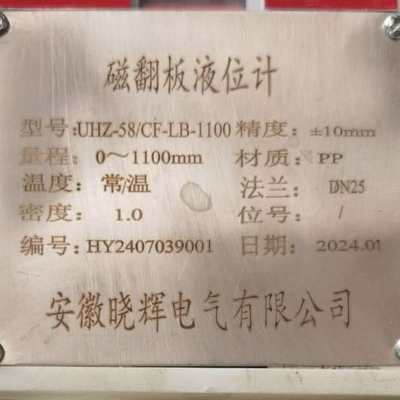 磁翻板液位计
型号:UHZ-58/CF-LB-1100 精度: ±10mm
量程: 0～1100mm 材质: PP
温度: 常/温 法兰: DN25
密度: 1.0 位号: /
编号: HY2407039001 日期: 2024.01
安徽晓辉电气有限公司